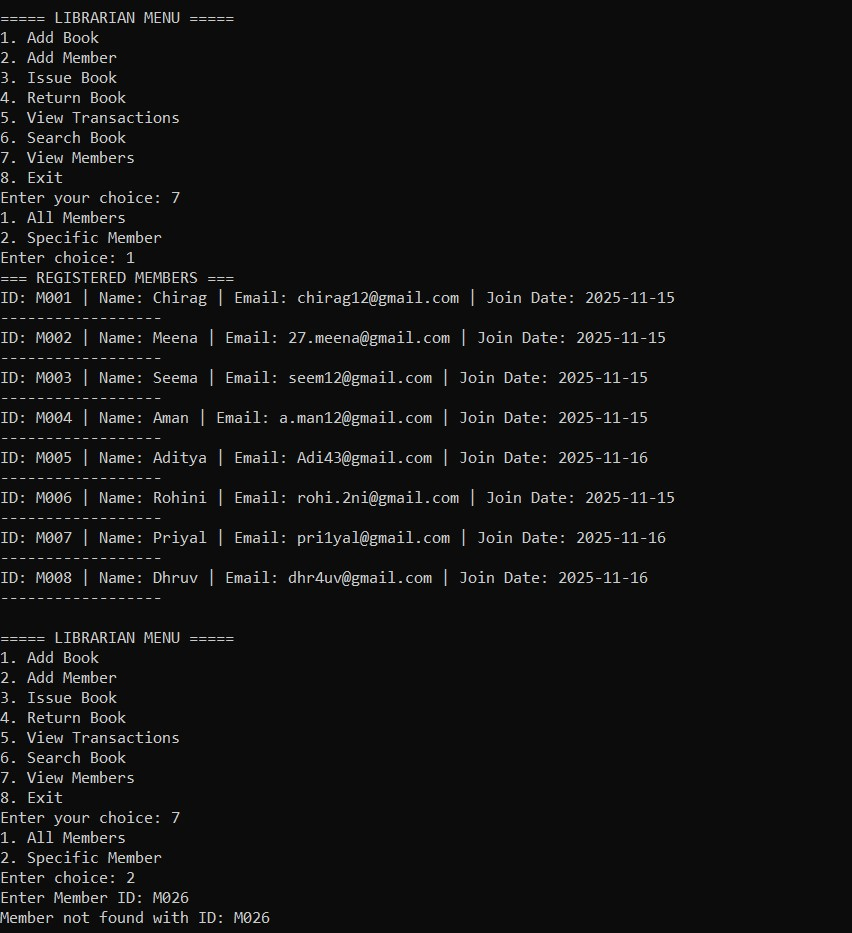 ===== LIBRARIAN MENU =====
1. Add Book
2. Add Member
3. Issue Book
4. Return Book
5. View Transactions
6. Search Book
7. View Members
8. Exit
Enter your choice: 7
1. All Members
2. Specific Member
Enter choice: 1
=== REGISTERED MEMBERS ===
ID: M001 | Name: Chirag | Email: chirag12@gmail.com | Join Date: 2025-11-15
------------------
ID: M002 | Name: Meena | Email: 27.meena@gmail.com | Join Date: 2025-11-15
------------------
ID: M003 | Name: Seema | Email: seem12@gmail.com | Join Date: 2025-11-15
------------------
ID: M004 | Name: Aman | Email: a.man12@gmail.com | Join Date: 2025-11-15
------------------
ID: M005 | Name: Aditya | Email: Adi43@gmail.com | Join Date: 2025-11-16
------------------
ID: M006 | Name: Rohini | Email: rohi.2ni@gmail.com | Join Date: 2025-11-15
------------------
ID: M007 | Name: Priyal | Email: pri1yal@gmail.com | Join Date: 2025-11-16
------------------
ID: M008 | Name: Dhruv | Email: dhr4uv@gmail.com | Join Date: 2025-11-16
------------------

===== LIBRARIAN MENU =====
1. Add Book
2. Add Member
3. Issue Book
4. Return Book
5. View Transactions
6. Search Book
7. View Members
8. Exit
Enter your choice: 7
1. All Members
2. Specific Member
Enter choice: 2
Enter Member ID: M026
Member not found with ID: M026